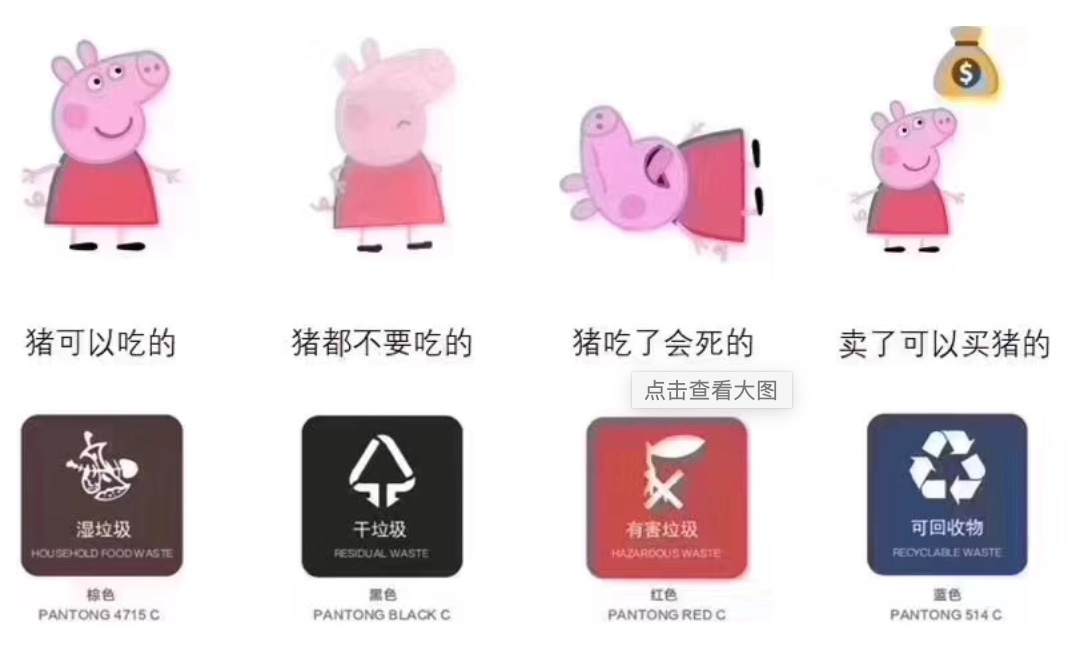 $
猪可以吃的
猪都不要吃的
猪吃了会死的
卖了可以买猪的
点击查看大图
湿垃圾
HOUSEHOLD FOOD WASTE
干垃圾
RESIDUAL WASTE
有害垃圾
HAZARDOUS WASTE
可回收物
RECYCLABLE WASTE
棕色
PANTONG 4715 C
黑色
PANTONG BLACK C
红色
PANTONG RED C
蓝色
PANTONG 514 C